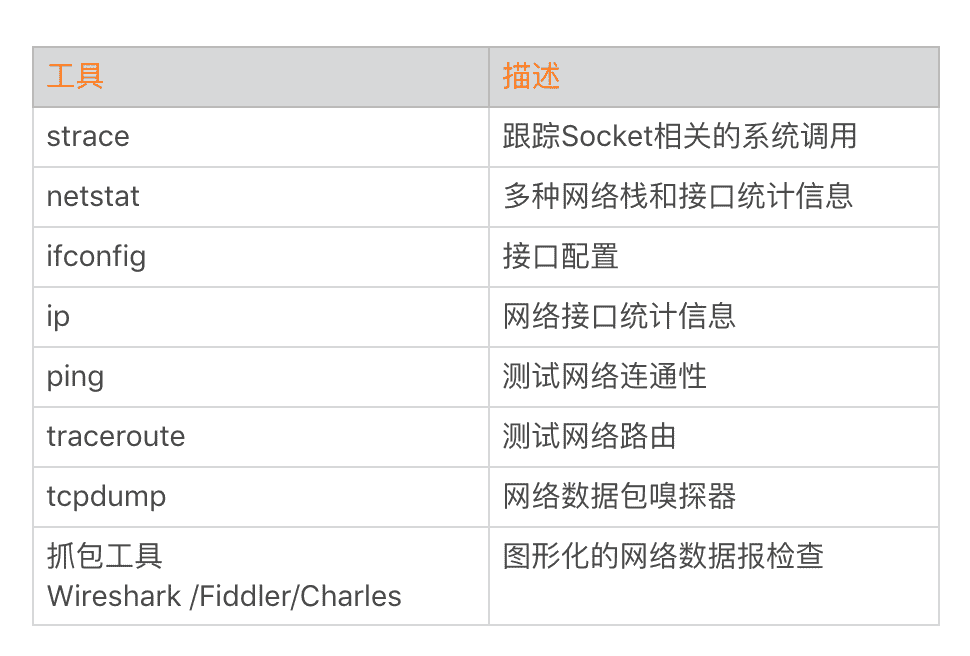 工具 描述
strace 跟踪Socket相关的系统调用
netstat 多种网络栈和接口统计信息
ifconfig 接口配置
ip 网络接口统计信息
ping 测试网络连通性
traceroute 测试网络路由
tcpdump 网络数据包嗅探器
抓包工具 图形化的网络数据报检查
Wireshark /Fiddler/Charles